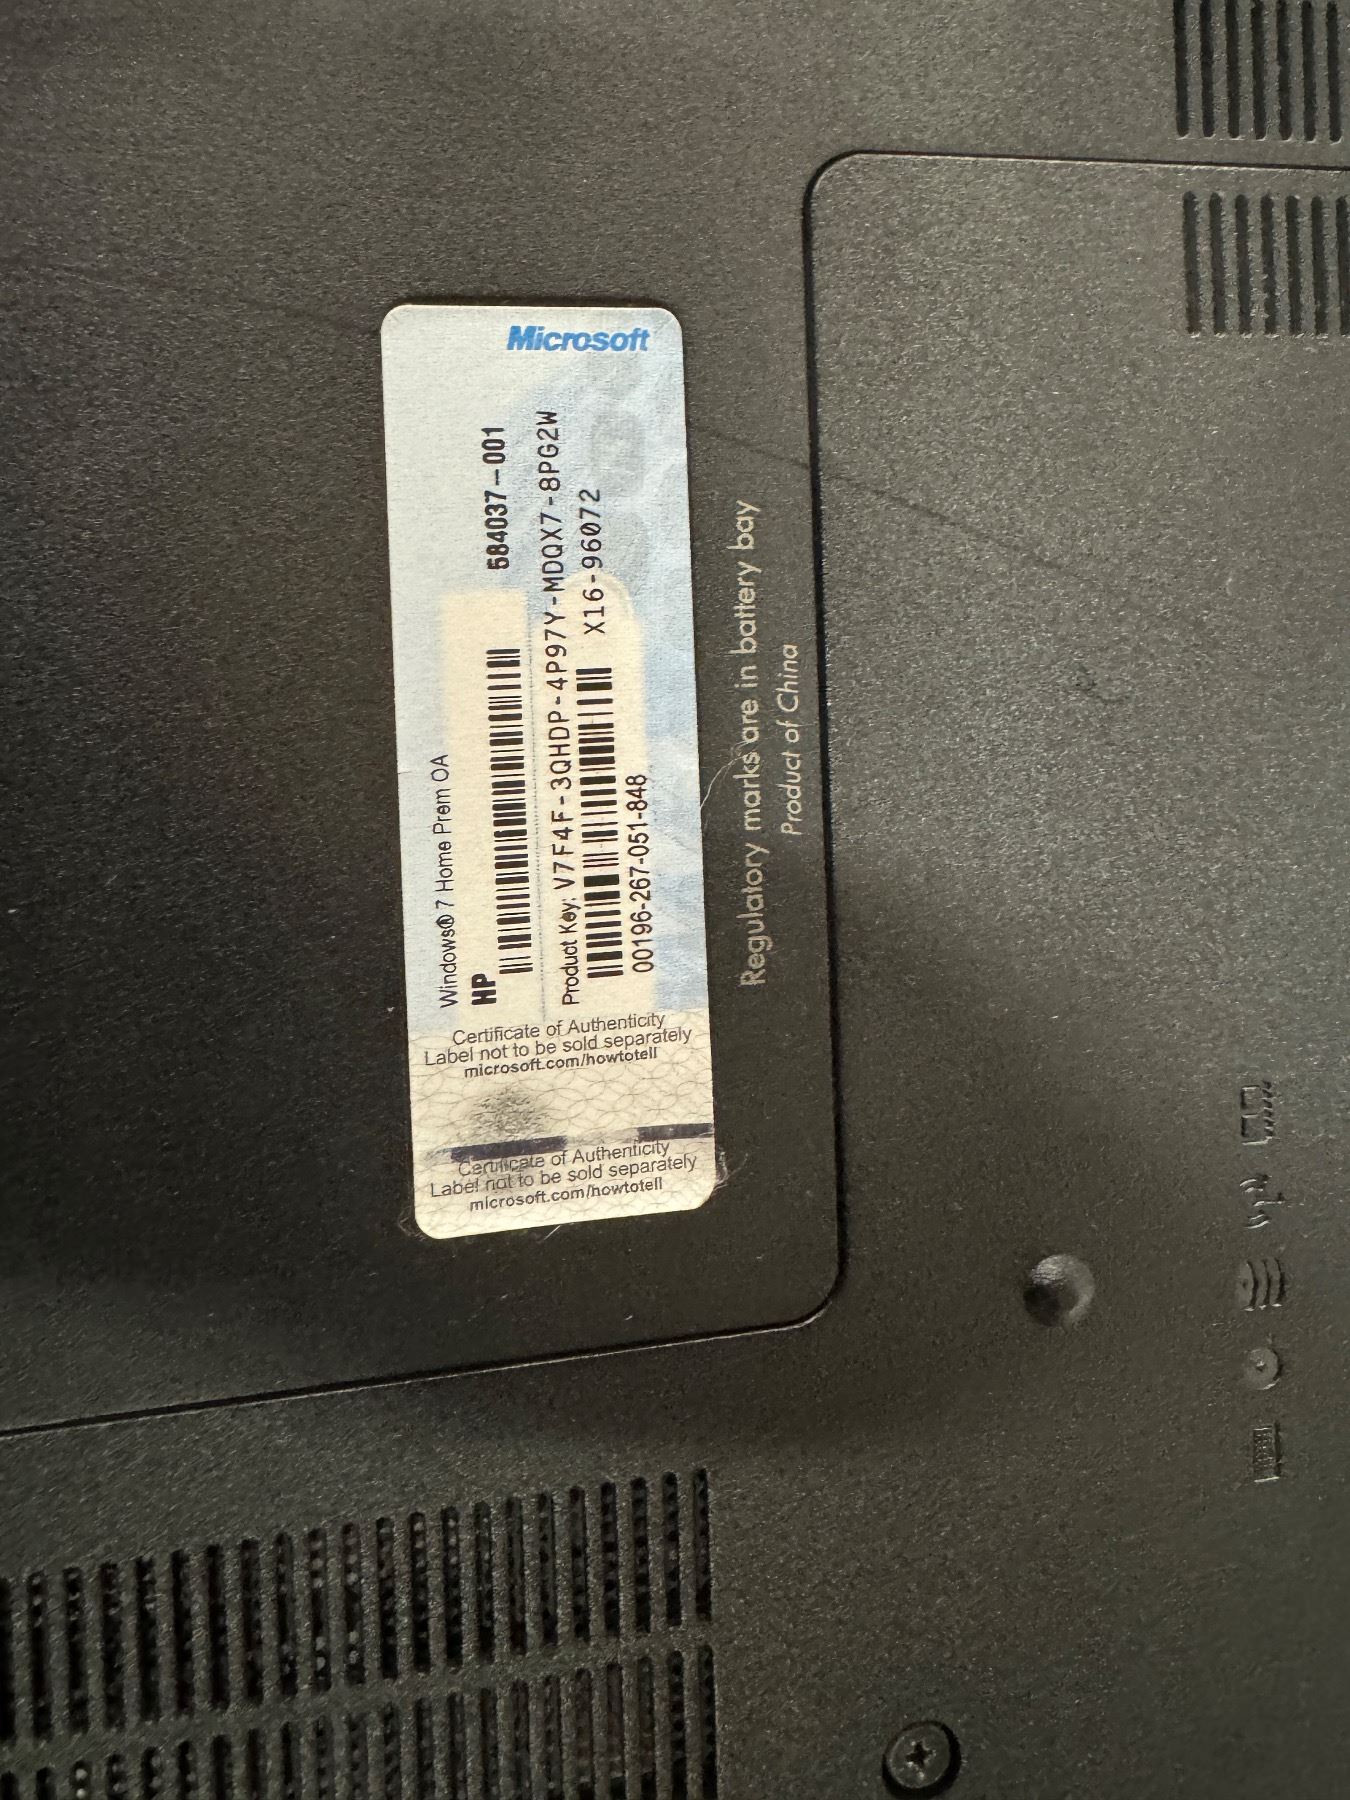 Microsoft
Windows® 7 Home Prem OA
HP
584037-001
Product Key: V7F4F-3QHDP-4P97Y-MDQX7-8PG2W
X16-96072
00196-267-051-848
Certificate of Authenticity
Label not to be sold separately
microsoft.com/howtotell
Certificate of Authenticity
Label not to be sold separately
microsoft.com/howtotell
Regulatory marks are in battery bay
Product of China